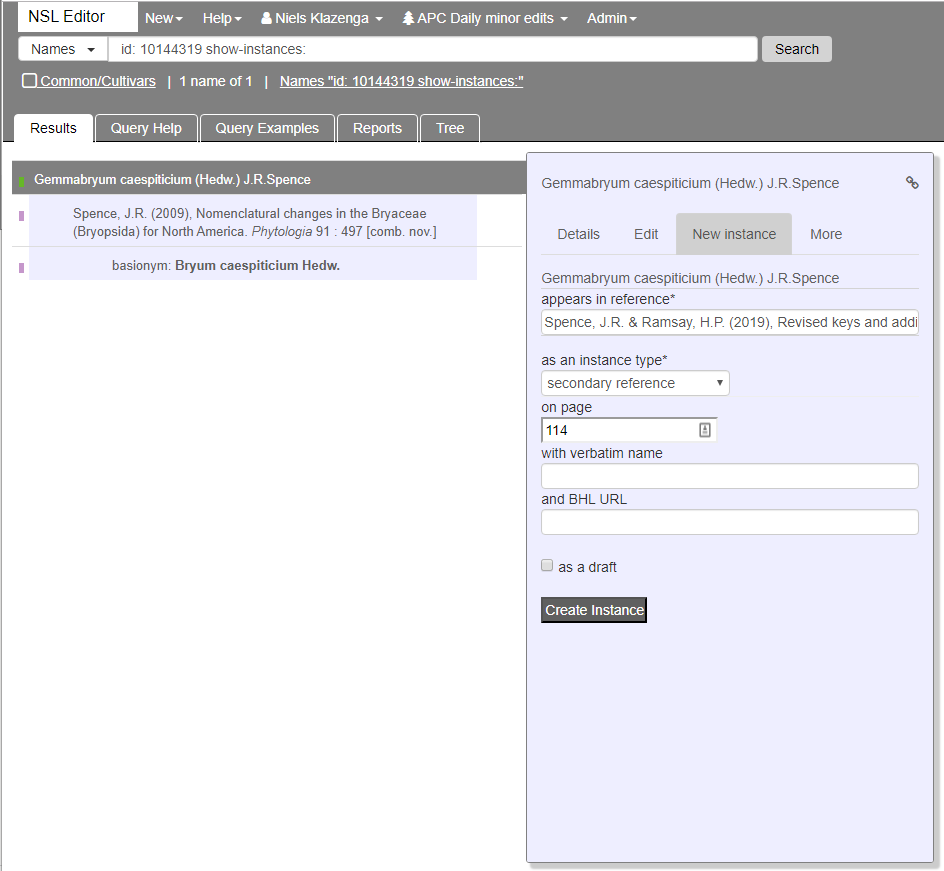 NSL Editor New Help Niels Klazenga APC Daily minor edits Admin
Names id: 10144319 show-instances: Search
Common/Cultivars | 1 name of 1 | Names "id: 10144319 show-instances:"
Results Query Help Query Examples Reports Tree
Gemmabryum caespiticium (Hedw.) J.R.Spence
Spence, J.R. (2009), Nomenclatural changes in the Bryaceae
(Bryopsida) for North America. Phytologia 91 : 497 [comb. nov.]
basionym: Bryum caespiticium Hedw.
Gemmabryum caespiticium (Hedw.) J.R.Spence
Details Edit New instance More
Gemmabryum caespiticium (Hedw.) J.R.Spence
appears in reference*
Spence, J.R. & Ramsay, H.P. (2019), Revised keys and addi
as an instance type*
secondary reference
on page
114
with verbatim name
and BHL URL
as a draft
Create Instance